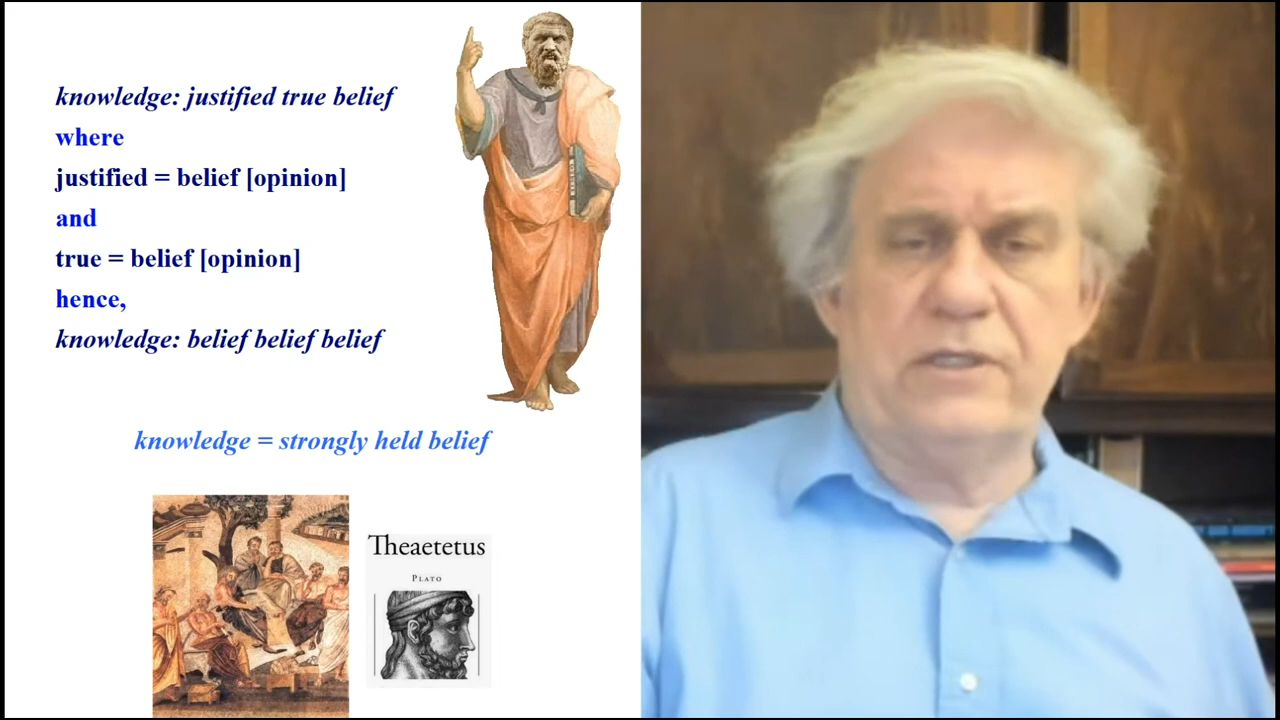 knowledge: justified true belief
where
justified = belief [opinion]
and
true = belief [opinion]
hence,
knowledge: belief belief belief
knowledge = strongly held belief
Theaetetus
PLATO